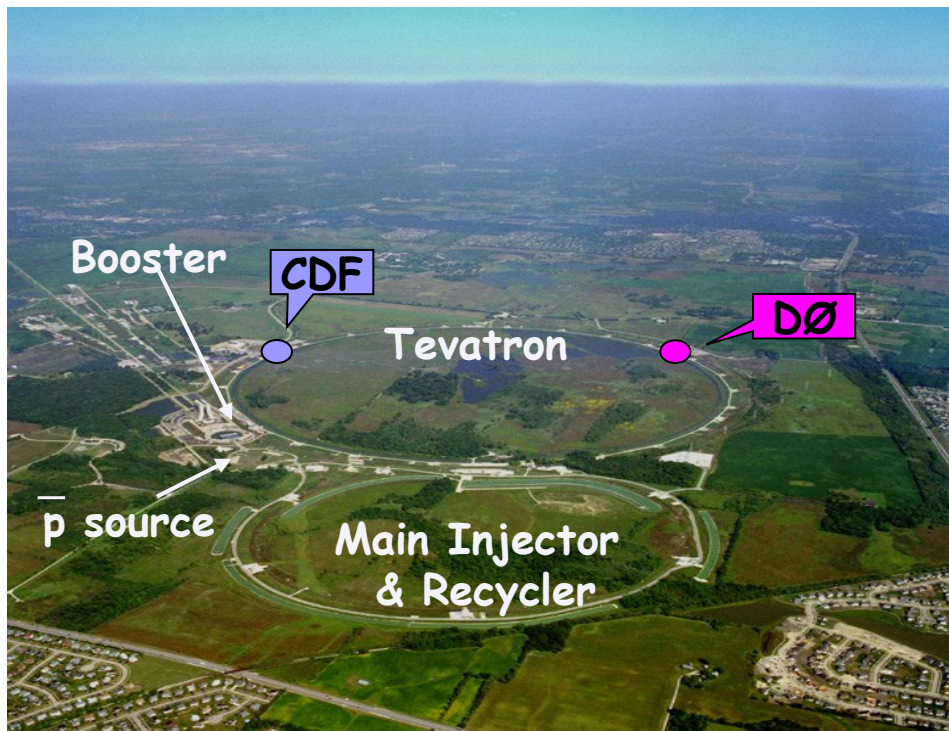 Booster
CDF
DØ
Tevatron
p̅ source
Main Injector
& Recycler